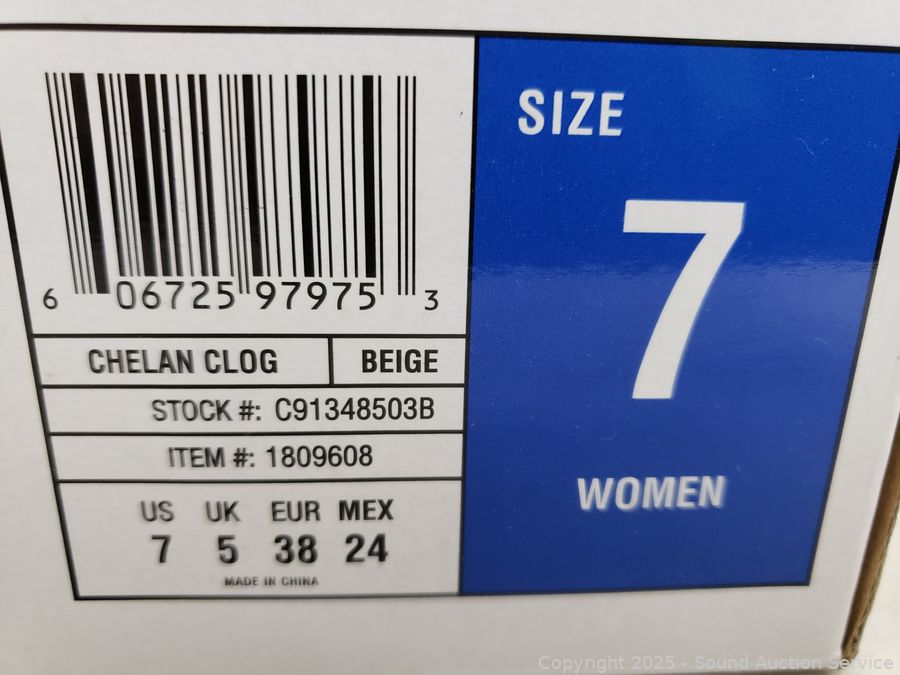 6 06725 97975 3
CHELAN CLOG BEIGE
STOCK #: C91348503B
ITEM #: 1809608
US UK EUR MEX
7 5 38 24
MADE IN CHINA
SIZE
7
WOMEN
Copyright 2025 - Sound Auction Service